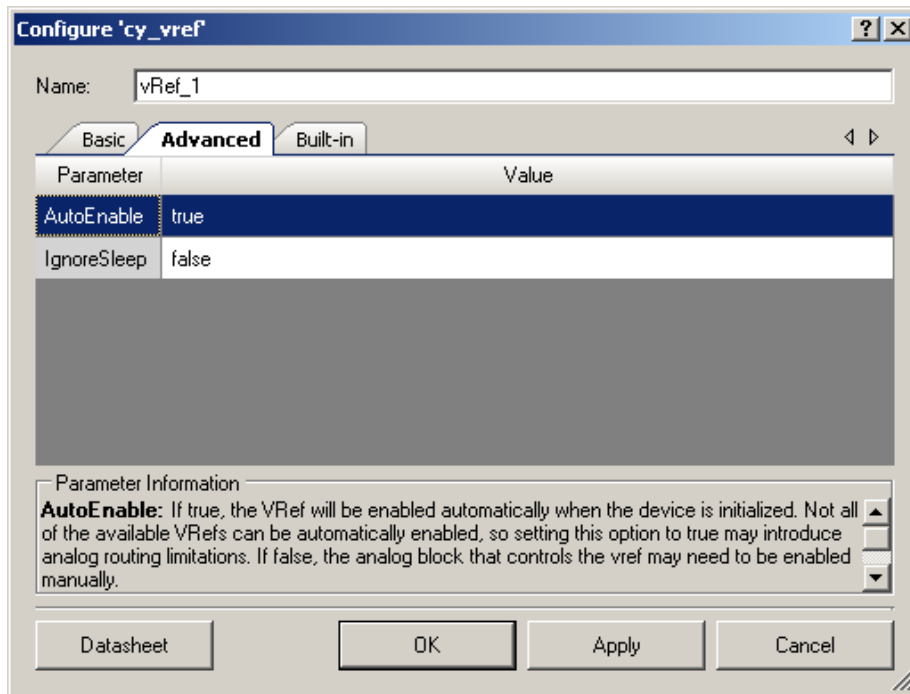 Configure 'cy_vref'
Name: vRef_1
Basic Advanced Built-in
Parameter Value
AutoEnable true
IgnoreSleep false
Parameter Information
AutoEnable: If true, the VRef will be enabled automatically when the device is initialized. Not all
of the available VRefs can be automatically enabled, so setting this option to true may introduce
analog routing limitations. If false, the analog block that controls the vref may need to be enabled
manually.
Datasheet OK Apply Cancel